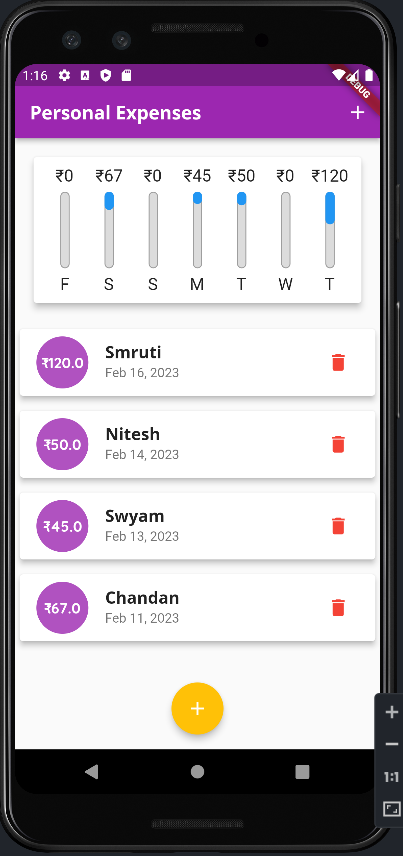 1:16
DEBUG
Personal Expenses
₹0 ₹67 ₹0 ₹45 ₹50 ₹0 ₹120
F S S M T W T
₹120.0 Smruti
Feb 16, 2023
₹50.0 Nitesh
Feb 14, 2023
₹45.0 Swyam
Feb 13, 2023
₹67.0 Chandan
Feb 11, 2023
1:1